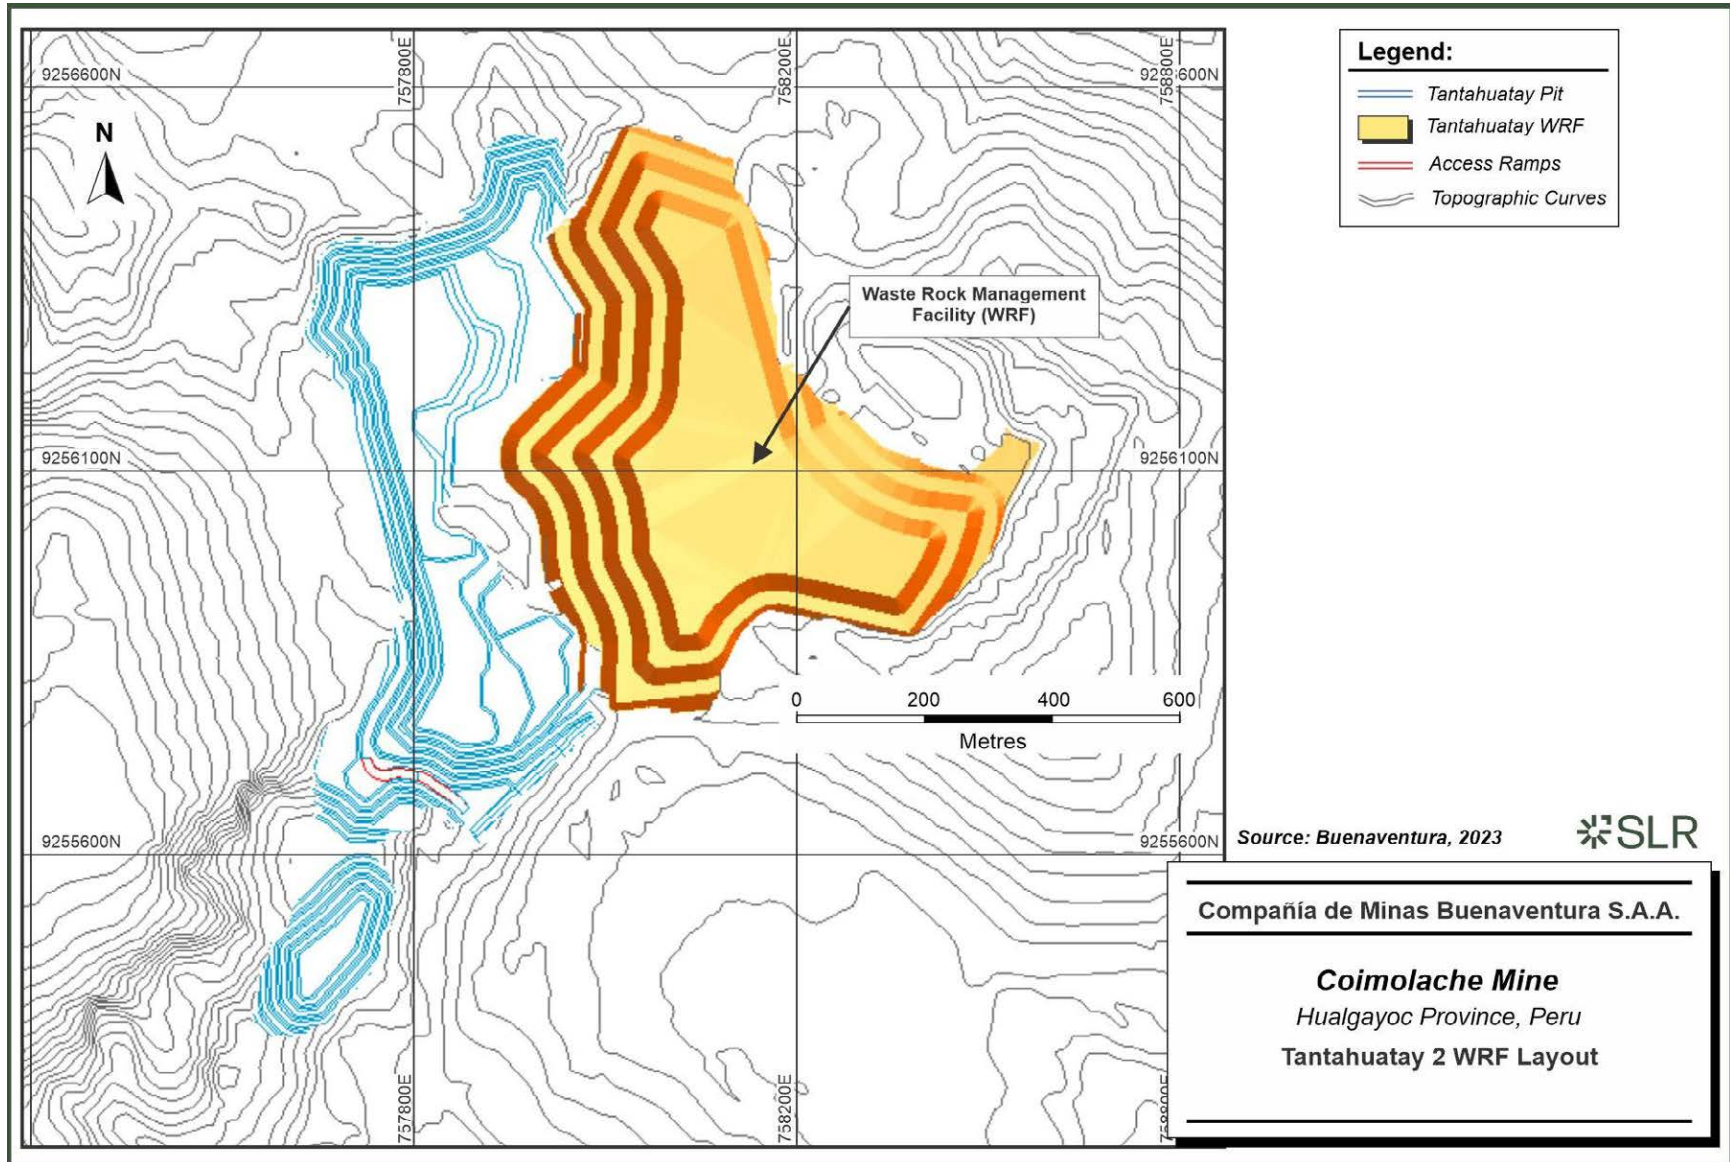 9256600N
757800E
758200E
758800E
9256600N
N
Legend:
Tantahuatay Pit
Tantahuatay WRF
Access Ramps
Topographic Curves
Waste Rock Management
Facility (WRF)
9256100N
9256100N
0 200 400 600
Metres
9255600N
9255600N
Source: Buenaventura, 2023
SLR
Compañía de Minas Buenaventura S.A.A.
Coimolache Mine
Hualgayoc Province, Peru
Tantahuatay 2 WRF Layout
757800E
758200E
758800E